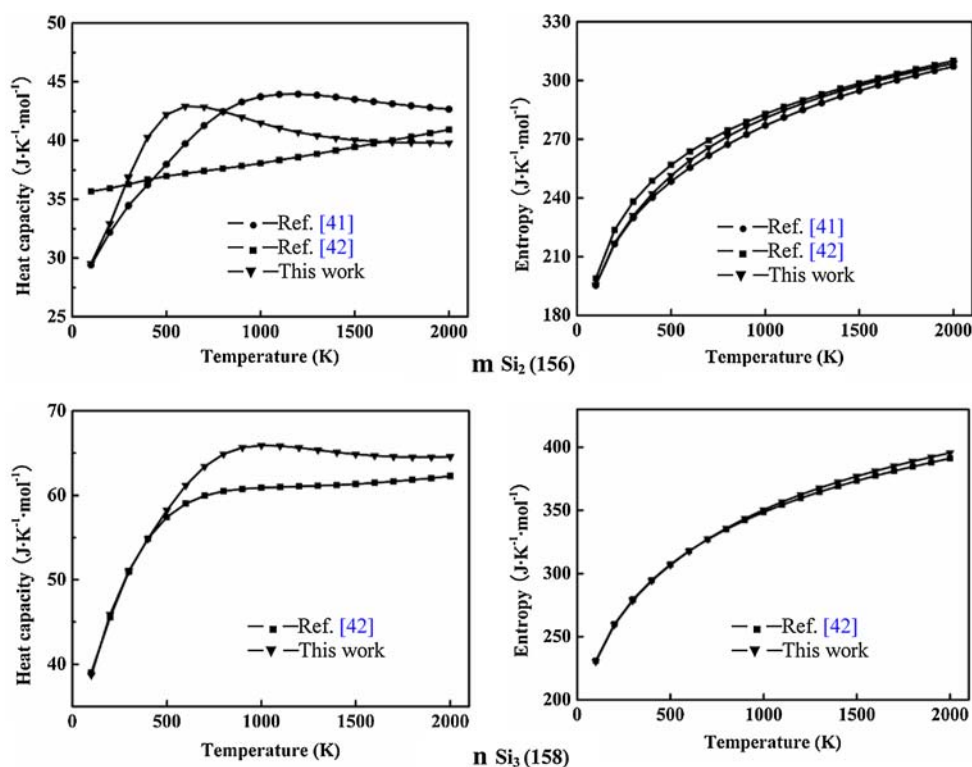 50
45
40
35
30
25
Heat capacity (J·K⁻¹·mol⁻¹)
Ref. [41]
Ref. [42]
This work
0 500 1000 1500 2000
Temperature (K)
330
300
270
240
210
180
Entropy (J·K⁻¹·mol⁻¹)
Ref. [41]
Ref. [42]
This work
0 500 1000 1500 2000
Temperature (K)
m Si₂ (156)
70
60
50
40
Heat capacity (J·K⁻¹·mol⁻¹)
Ref. [42]
This work
0 500 1000 1500 2000
Temperature (K)
400
350
300
250
200
Entropy (J·K⁻¹·mol⁻¹)
Ref. [42]
This work
0 500 1000 1500 2000
Temperature (K)
n Si₃ (158)